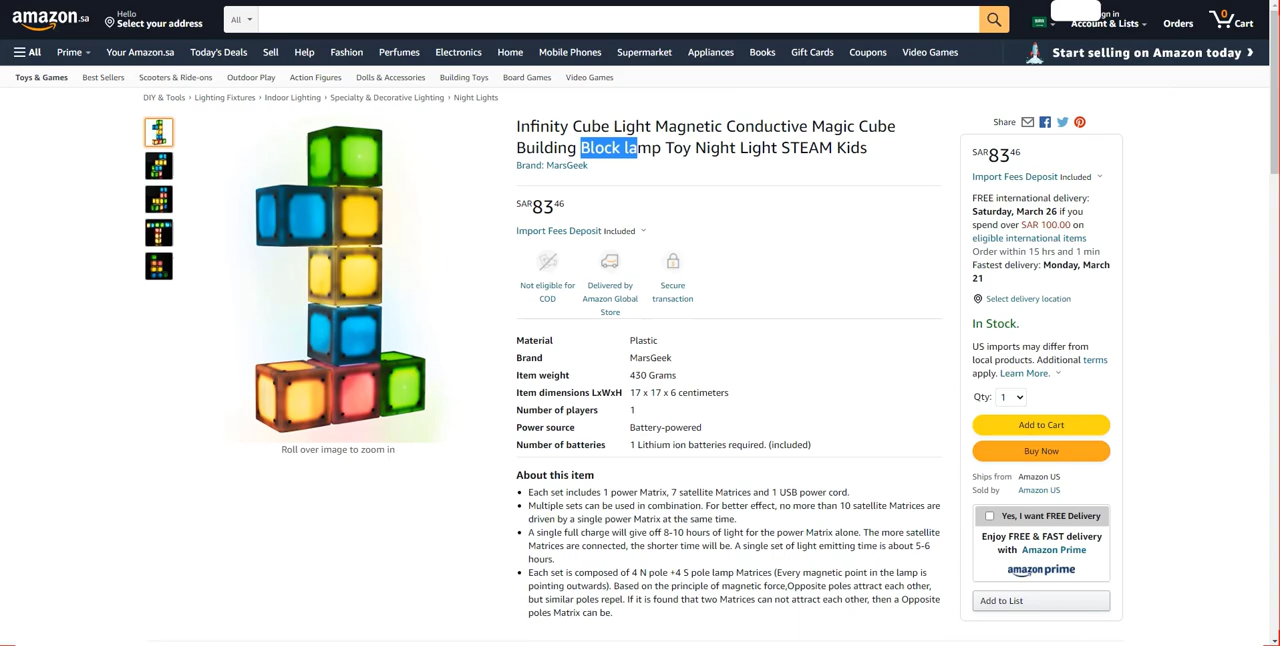 amazon.sa
Hello
Select your address
All
Account & Lists
Orders
0
Cart
All
Prime
Your Amazon.sa
Today's Deals
Sell
Help
Fashion
Perfumes
Electronics
Home
Mobile Phones
Supermarket
Appliances
Books
Gift Cards
Coupons
Video Games
Start selling on Amazon today ❯
Toys & Games
Best Sellers
Scooters & Ride-ons
Outdoor Play
Action Figures
Dolls & Accessories
Building Toys
Board Games
Video Games
DIY & Tools › Lighting Fixtures › Indoor Lighting › Specialty & Decorative Lighting › Night Lights
Roll over image to zoom in
Infinity Cube Light Magnetic Conductive Magic Cube
Building Block lamp Toy Night Light STEAM Kids
Brand: MarsGeek
SAR8346
Import Fees Deposit Included
Not eligible for
COD
Delivered by
Amazon Global
Store
Secure
transaction
Material Plastic
Brand MarsGeek
Item weight 430 Grams
Item dimensions LxWxH 17 x 17 x 6 centimeters
Number of players 1
Power source Battery-powered
Number of batteries 1 Lithium ion batteries required. (included)
About this item
• Each set includes 1 power Matrix, 7 satellite Matrices and 1 USB power cord.
• Multiple sets can be used in combination. For better effect, no more than 10 satellite Matrices are
driven by a single power Matrix at the same time.
• A single full charge will give off 8-10 hours of light for the power Matrix alone. The more satellite
Matrices are connected, the shorter time will be. A single set of light emitting time is about 5-6
hours.
• Each set is composed of 4 N pole +4 S pole lamp Matrices (Every magnetic point in the lamp is
pointing outwards). Based on the principle of magnetic force,Opposite poles attract each other,
but similar poles repel. If it is found that two Matrices can not attract each other, then a Opposite
poles Matrix can be.
Share
SAR8346
Import Fees Deposit Included
FREE international delivery:
Saturday, March 26 if you
spend over SAR 100.00 on
eligible international items
Order within 15 hrs and 1 min
Fastest delivery: Monday, March
21
Select delivery location
In Stock.
US imports may differ from
local products. Additional terms
apply. Learn More.
Qty: 1
Add to Cart
Buy Now
Ships from Amazon US
Sold by Amazon US
Yes, I want FREE Delivery
Enjoy FREE & FAST delivery
with Amazon Prime
amazon prime
Add to List